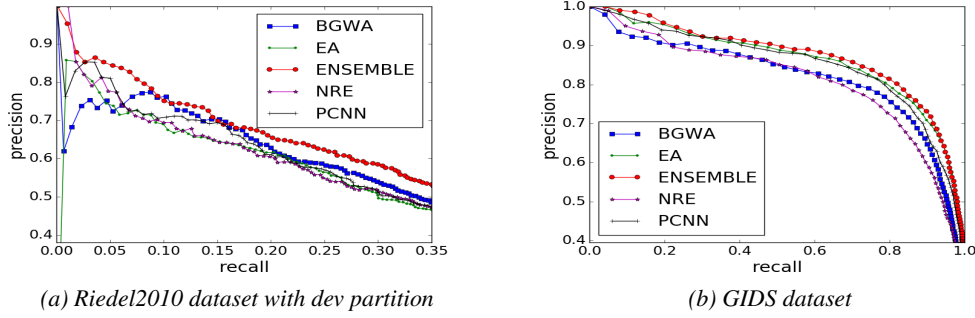 0.9
0.8
0.7
0.6
0.5
0.4
precision
0.00 0.05 0.10 0.15 0.20 0.25 0.30 0.35
recall
BGWA
EA
ENSEMBLE
NRE
PCNN
(a) Riedel2010 dataset with dev partition
1.0
0.9
0.8
0.7
0.6
0.5
0.4
precision
0.0 0.2 0.4 0.6 0.8 1.0
recall
BGWA
EA
ENSEMBLE
NRE
PCNN
(b) GIDS dataset